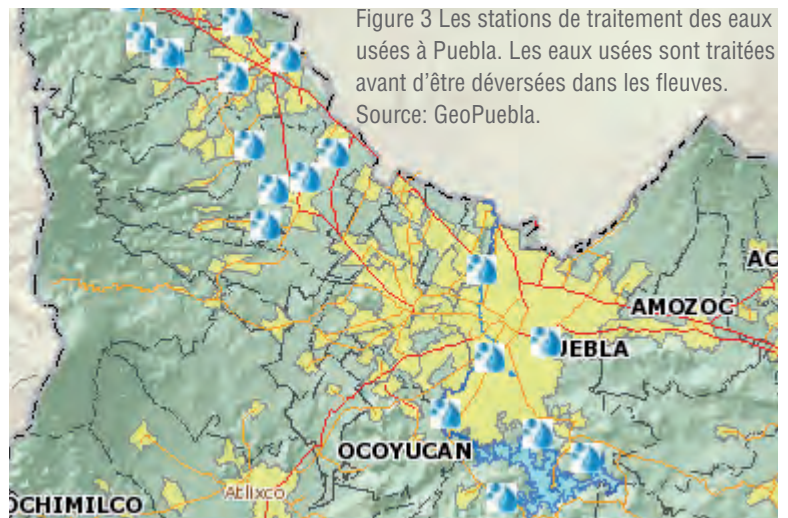 Figure 3 Les stations de traitement des eaux
usées à Puebla. Les eaux usées sont traitées
avant d'être déversées dans les fleuves.
Source: GeoPuebla.
AC
AMOZOC
JEBLA
OCOYUCAN
Atlixco
OCHIMILCO